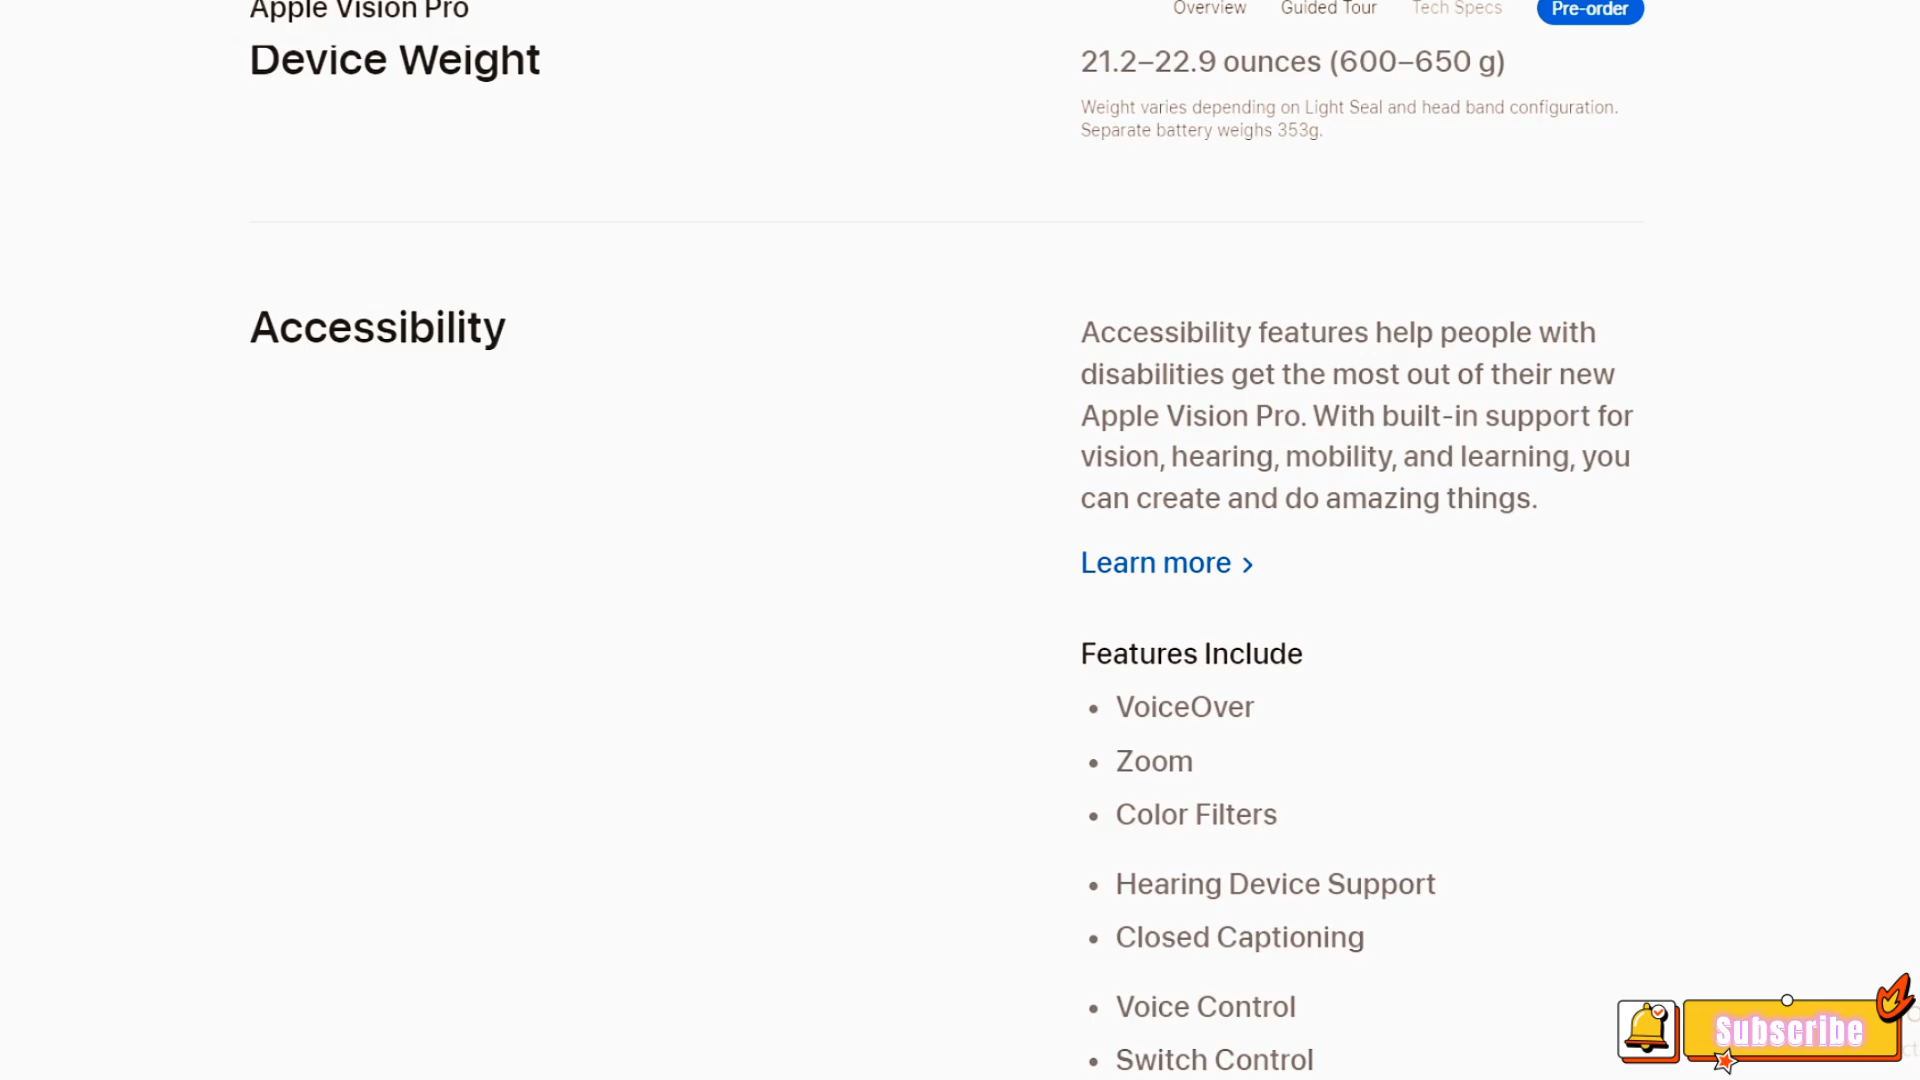 Apple Vision Pro
Overview
Guided Tour
Tech Specs
Pre-order
Device Weight
21.2–22.9 ounces (600–650 g)
Weight varies depending on Light Seal and head band configuration.
Separate battery weighs 353g.
Accessibility
Accessibility features help people with
disabilities get the most out of their new
Apple Vision Pro. With built-in support for
vision, hearing, mobility, and learning, you
can create and do amazing things.
Learn more >
Features Include
• VoiceOver
• Zoom
• Color Filters
• Hearing Device Support
• Closed Captioning
• Voice Control
• Switch Control
Subscribe